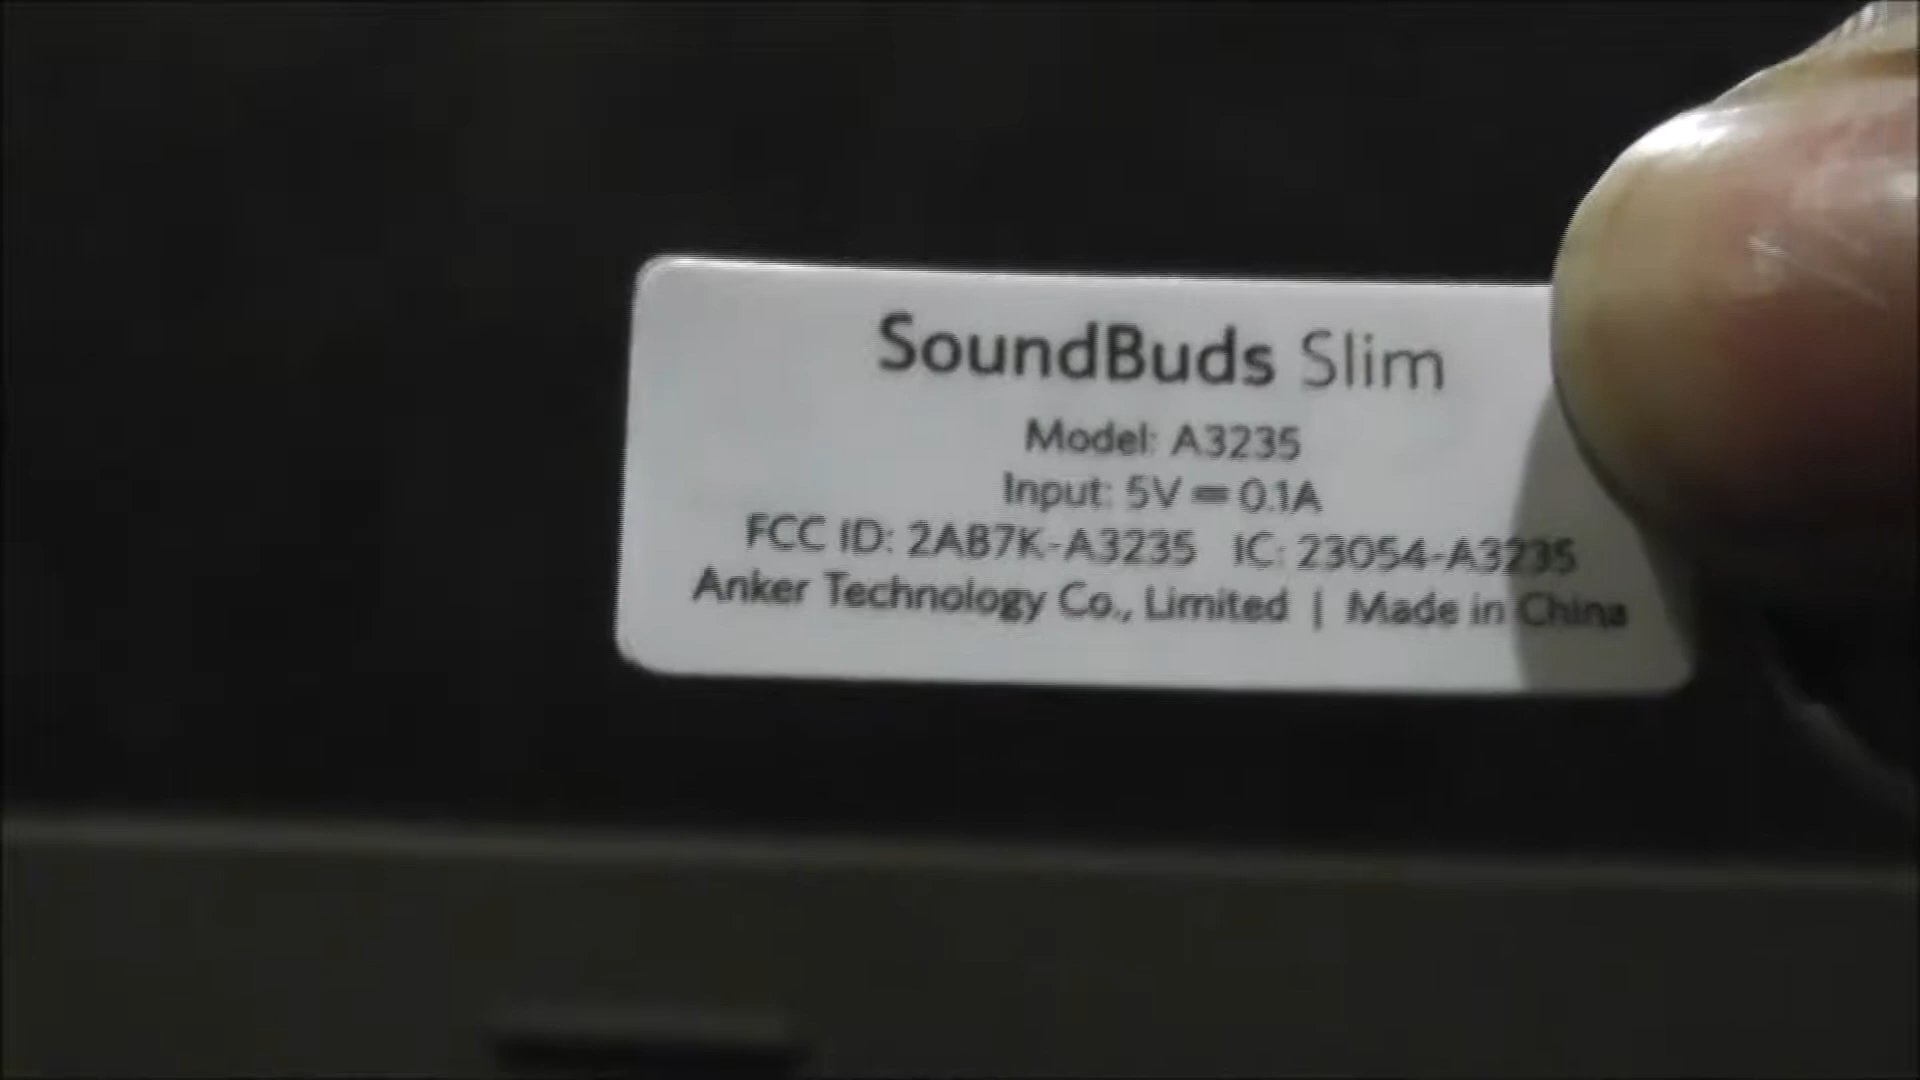 SoundBuds Slim
Model: A3235
Input: 5V ⎓ 0.1A
FCC ID: 2AB7K-A3235 IC: 23054-A3235
Anker Technology Co., Limited | Made in China